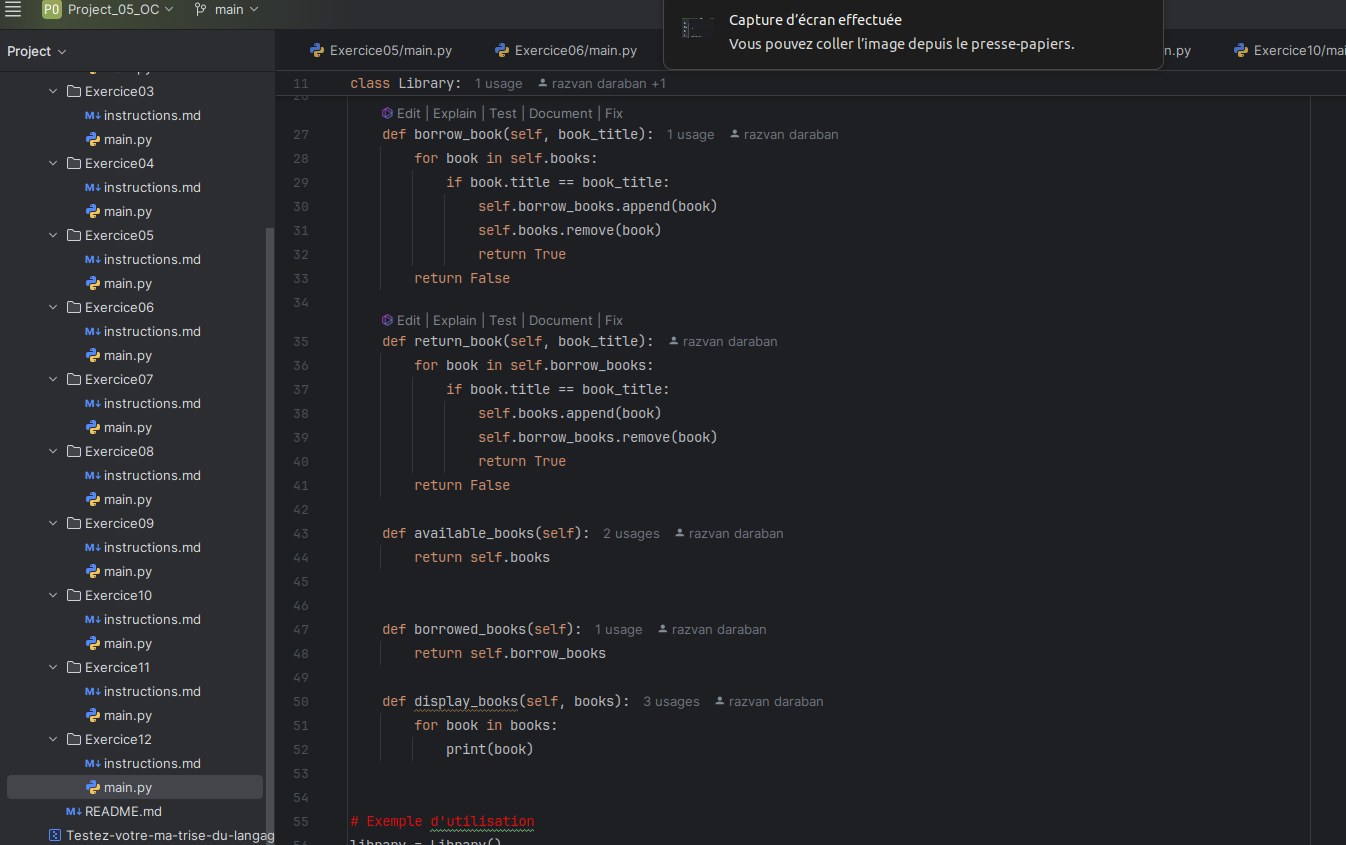 PO Project_05_OC main
Capture d'écran effectuée
Vous pouvez coller l'image depuis le presse-papiers.
Project
Exercice05/main.py Exercice06/main.py n.py Exercice10/mai
Exercice03
instructions.md
main.py
Exercice04
instructions.md
main.py
Exercice05
instructions.md
main.py
Exercice06
instructions.md
main.py
Exercice07
instructions.md
main.py
Exercice08
instructions.md
main.py
Exercice09
instructions.md
main.py
Exercice10
instructions.md
main.py
Exercice11
instructions.md
main.py
Exercice12
instructions.md
main.py
README.md
Testez-votre-ma-trise-du-langag
11 class Library: 1 usage razvan daraban +1
Edit | Explain | Test | Document | Fix
27 def borrow_book(self, book_title): 1 usage razvan daraban
28 for book in self.books:
29 if book.title == book_title:
30 self.borrow_books.append(book)
31 self.books.remove(book)
32 return True
33 return False
34
Edit | Explain | Test | Document | Fix
35 def return_book(self, book_title): razvan daraban
36 for book in self.borrow_books:
37 if book.title == book_title:
38 self.books.append(book)
39 self.borrow_books.remove(book)
40 return True
41 return False
42
43 def available_books(self): 2 usages razvan daraban
44 return self.books
45
46
47 def borrowed_books(self): 1 usage razvan daraban
48 return self.borrow_books
49
50 def display_books(self, books): 3 usages razvan daraban
51 for book in books:
52 print(book)
53
54
55 # Exemple d'utilisation
library = Library()